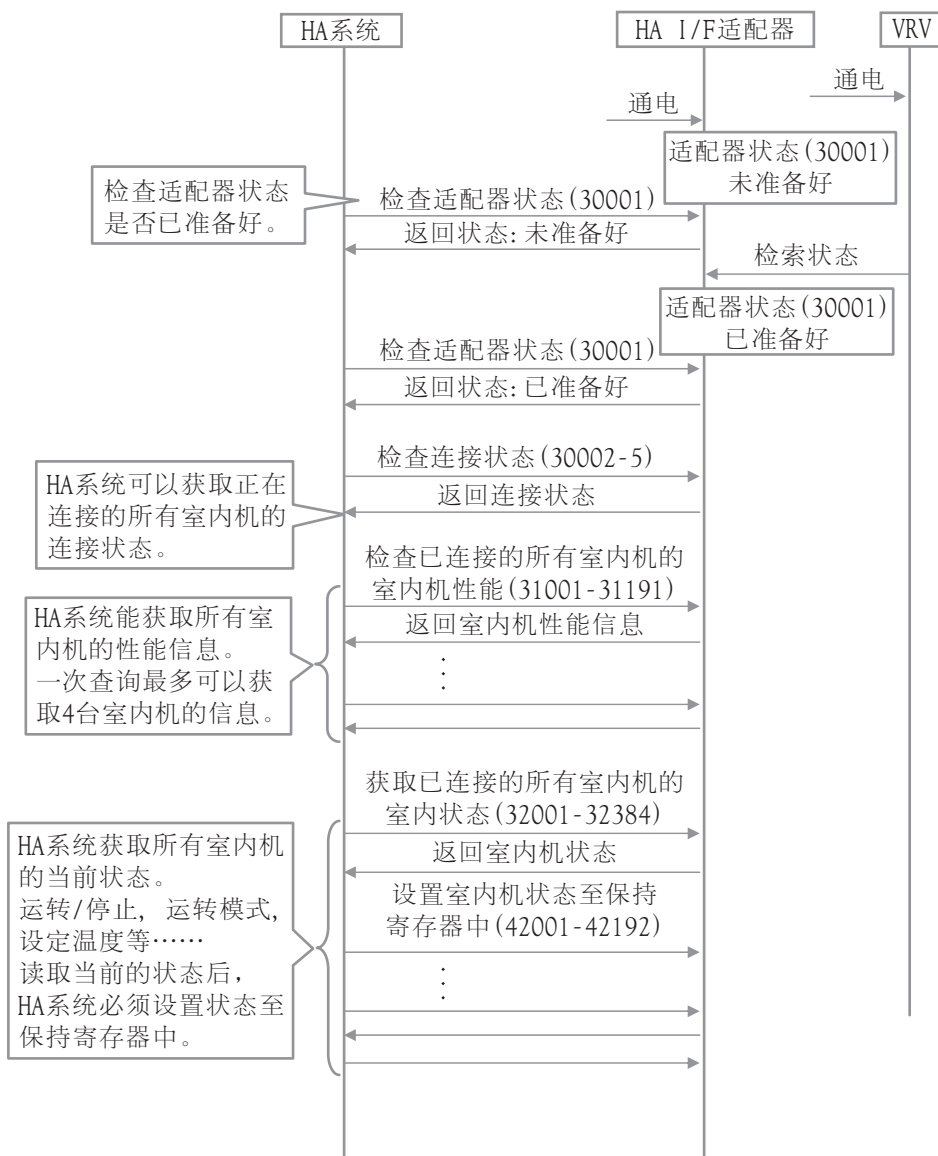 HA系统
HA I/F适配器
VRV
通电
通电
适配器状态(30001)
未准备好
检查适配器状态
是否已准备好。
检查适配器状态(30001)
返回状态:未准备好
检索状态
适配器状态(30001)
已准备好
检查适配器状态(30001)
返回状态:已准备好
检查连接状态(30002-5)
返回连接状态
HA系统可以获取正在
连接的所有室内机的
连接状态。
检查已连接的所有室内机的
室内机性能(31001-31191)
返回室内机性能信息
⋮
HA系统能获取所有室
内机的性能信息。
一次查询最多可以获
取4台室内机的信息。
获取已连接的所有室内机的
室内状态(32001-32384)
返回室内机状态
设置室内机状态至保持
寄存器中(42001-42192)
⋮
HA系统获取所有室内机
的当前状态。
运转/停止, 运转模式,
设定温度等……
读取当前的状态后,
HA系统必须设置状态至
保持寄存器中。